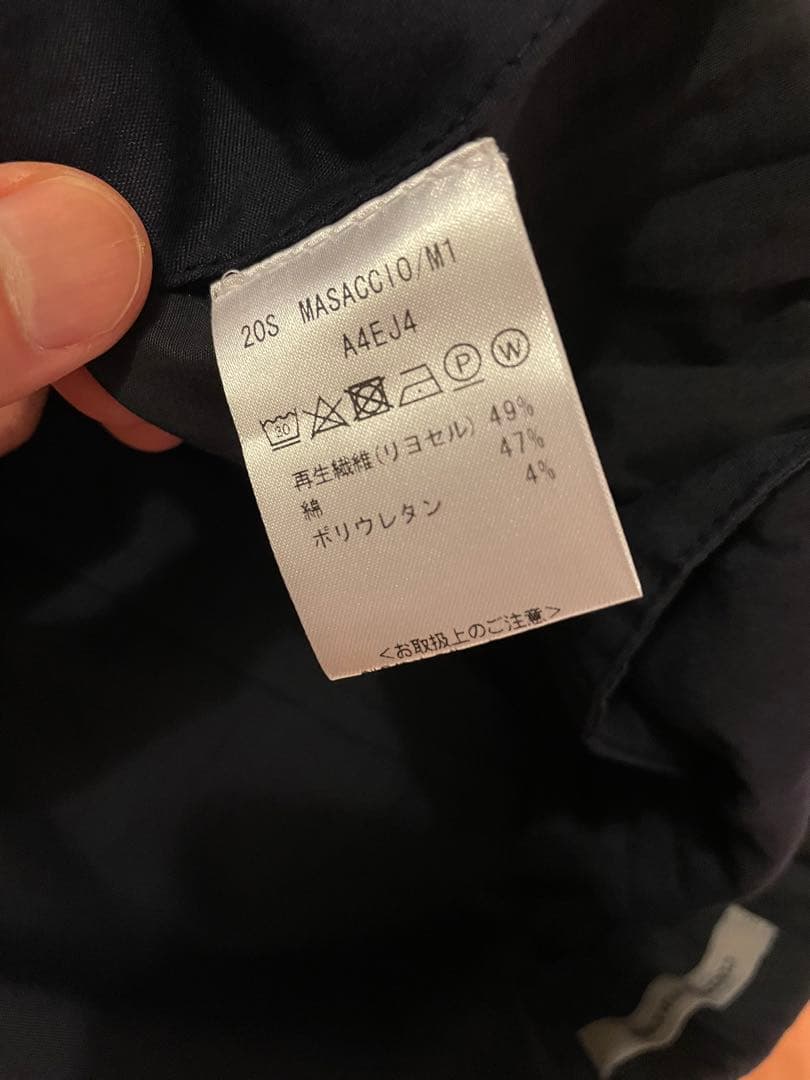 20S MASACCIO/M1
A4EJ4
30 P W
再生繊維(リヨセル) 49%
綿 47%
ポリウレタン 4%
<お取扱上のご注意>